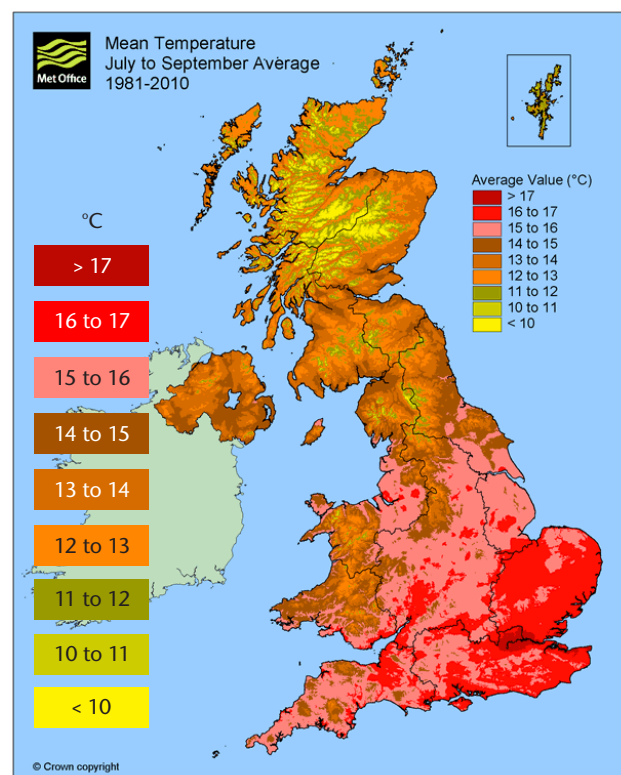 Met Office
Mean Temperature
July to September Average
1981-2010
Average Value (°C)
> 17
16 to 17
15 to 16
14 to 15
13 to 14
12 to 13
11 to 12
10 to 11
< 10
°C
> 17
16 to 17
15 to 16
14 to 15
13 to 14
12 to 13
11 to 12
10 to 11
< 10
© Crown copyright